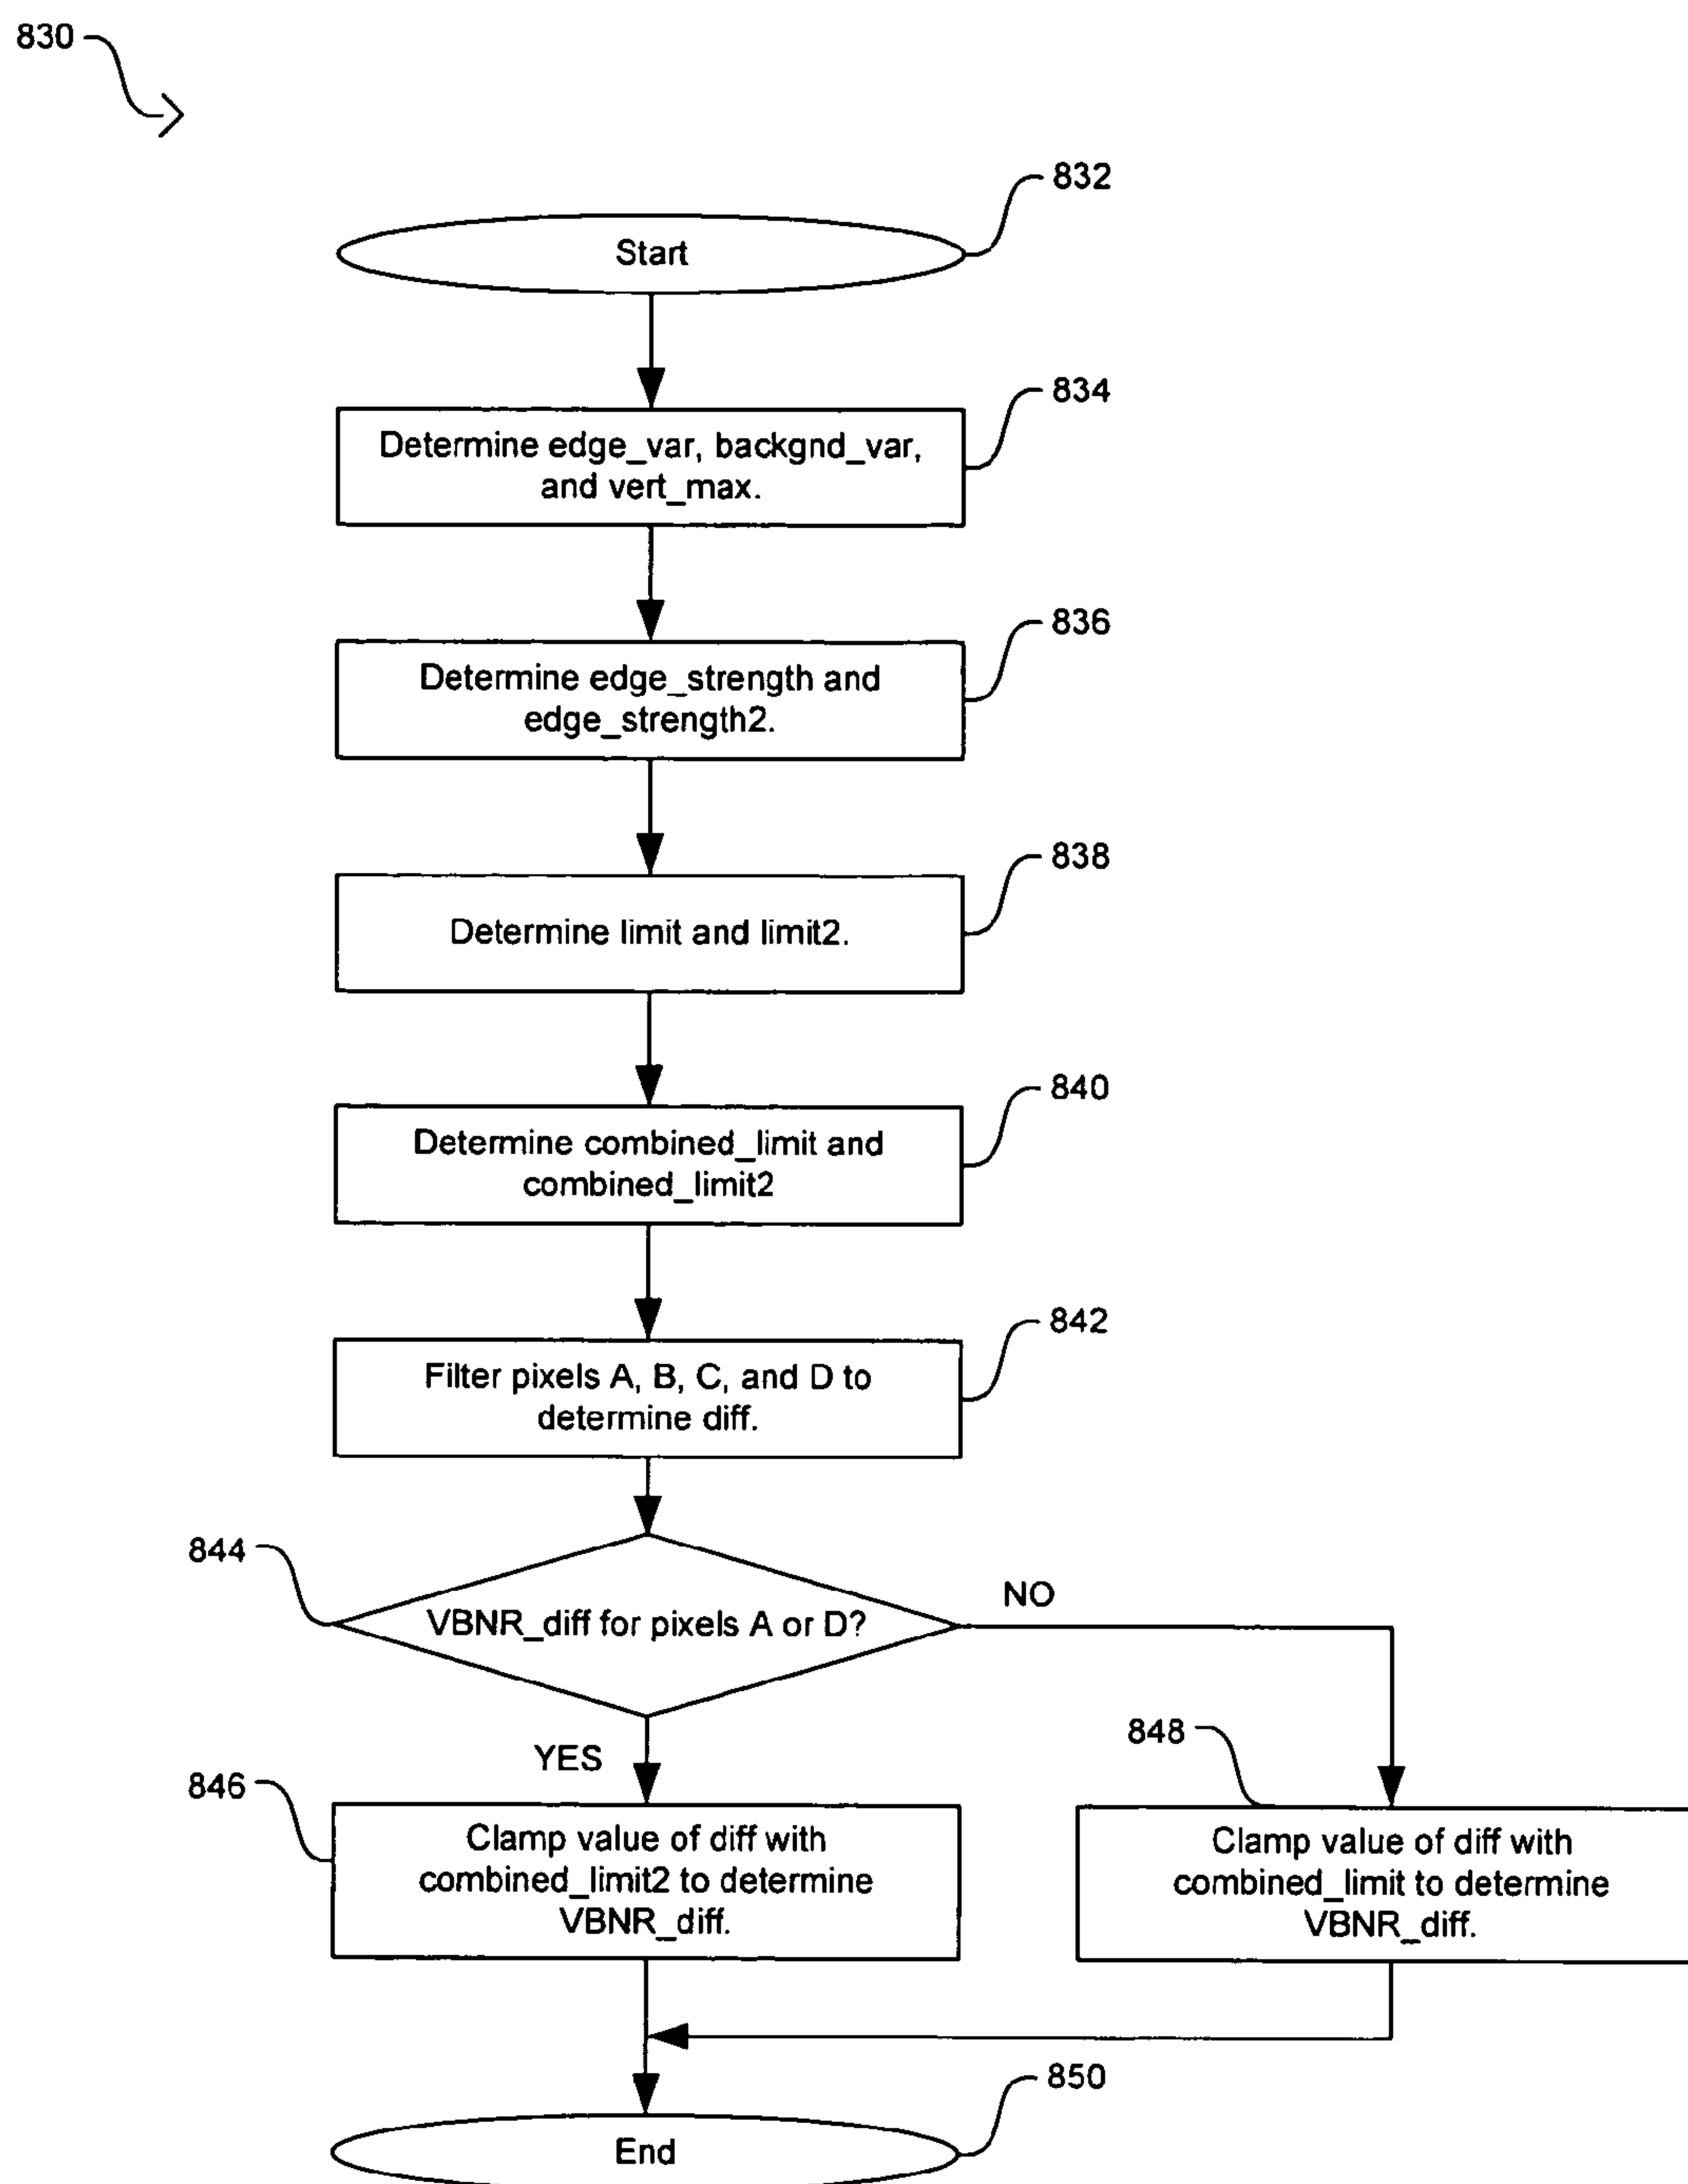 830
832
Start
834
Determine edge_var, backgnd_var,
and vert_max.
836
Determine edge_strength and
edge_strength2.
838
Determine limit and limit2.
840
Determine combined_limit and
combined_limit2
842
Filter pixels A, B, C, and D to
determine diff.
844
VBNR_diff for pixels A or D?
NO
YES
846
Clamp value of diff with
combined_limit2 to determine
VBNR_diff.
848
Clamp value of diff with
combined_limit to determine
VBNR_diff.
850
End